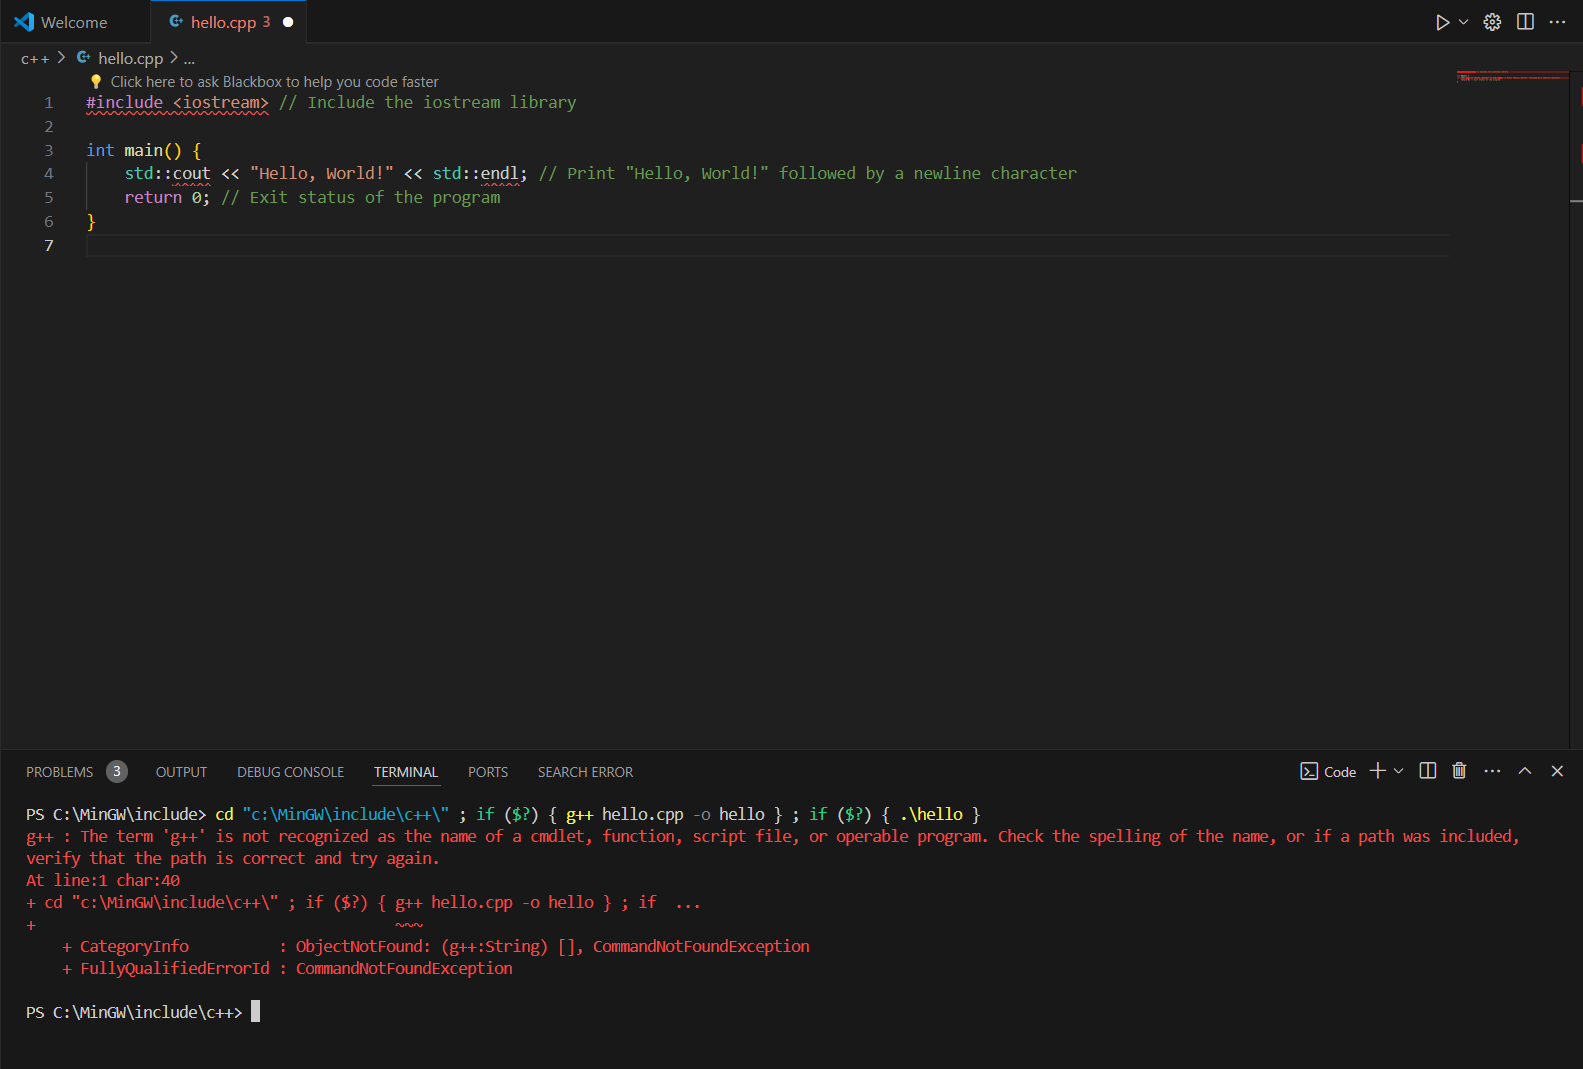 Welcome
hello.cpp 3
c++ > hello.cpp > ...
Click here to ask Blackbox to help you code faster
1 #include <iostream> // Include the iostream library
2
3 int main() {
4 std::cout << "Hello, World!" << std::endl; // Print "Hello, World!" followed by a newline character
5 return 0; // Exit status of the program
6 }
7
PROBLEMS 3 OUTPUT DEBUG CONSOLE TERMINAL PORTS SEARCH ERROR Code
PS C:\MinGW\include> cd "c:\MinGW\include\c++\" ; if ($?) { g++ hello.cpp -o hello } ; if ($?) { .\hello }
g++ : The term 'g++' is not recognized as the name of a cmdlet, function, script file, or operable program. Check the spelling of the name, or if a path was included,
verify that the path is correct and try again.
At line:1 char:40
+ cd "c:\MinGW\include\c++\" ; if ($?) { g++ hello.cpp -o hello } ; if ...
+ ~~~
+ CategoryInfo : ObjectNotFound: (g++:String) [], CommandNotFoundException
+ FullyQualifiedErrorId : CommandNotFoundException
PS C:\MinGW\include\c++>